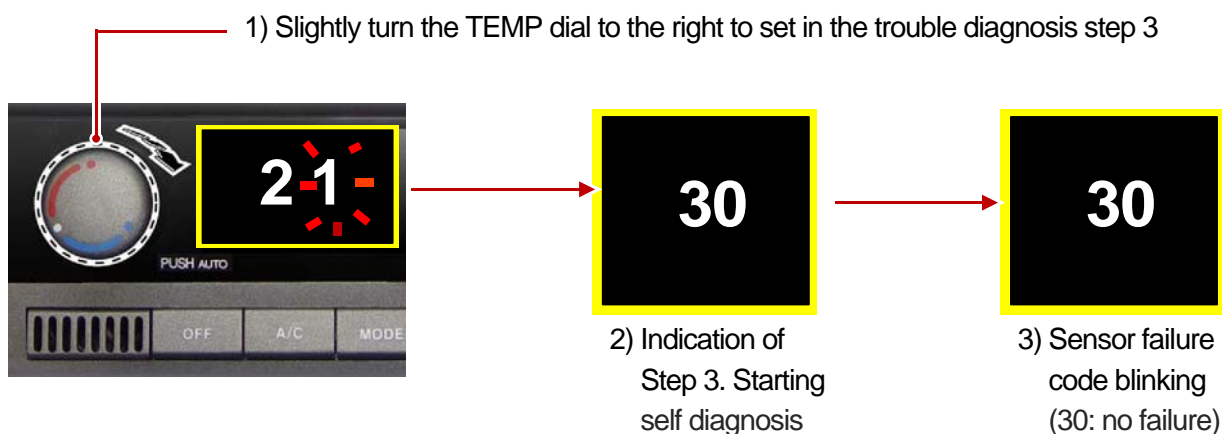 1) Slightly turn the TEMP dial to the right to set in the trouble diagnosis step 3
21
30
30
PUSH AUTO
OFF A/C MODE
2) Indication of
Step 3. Starting
self diagnosis
3) Sensor failure
code blinking
(30: no failure)